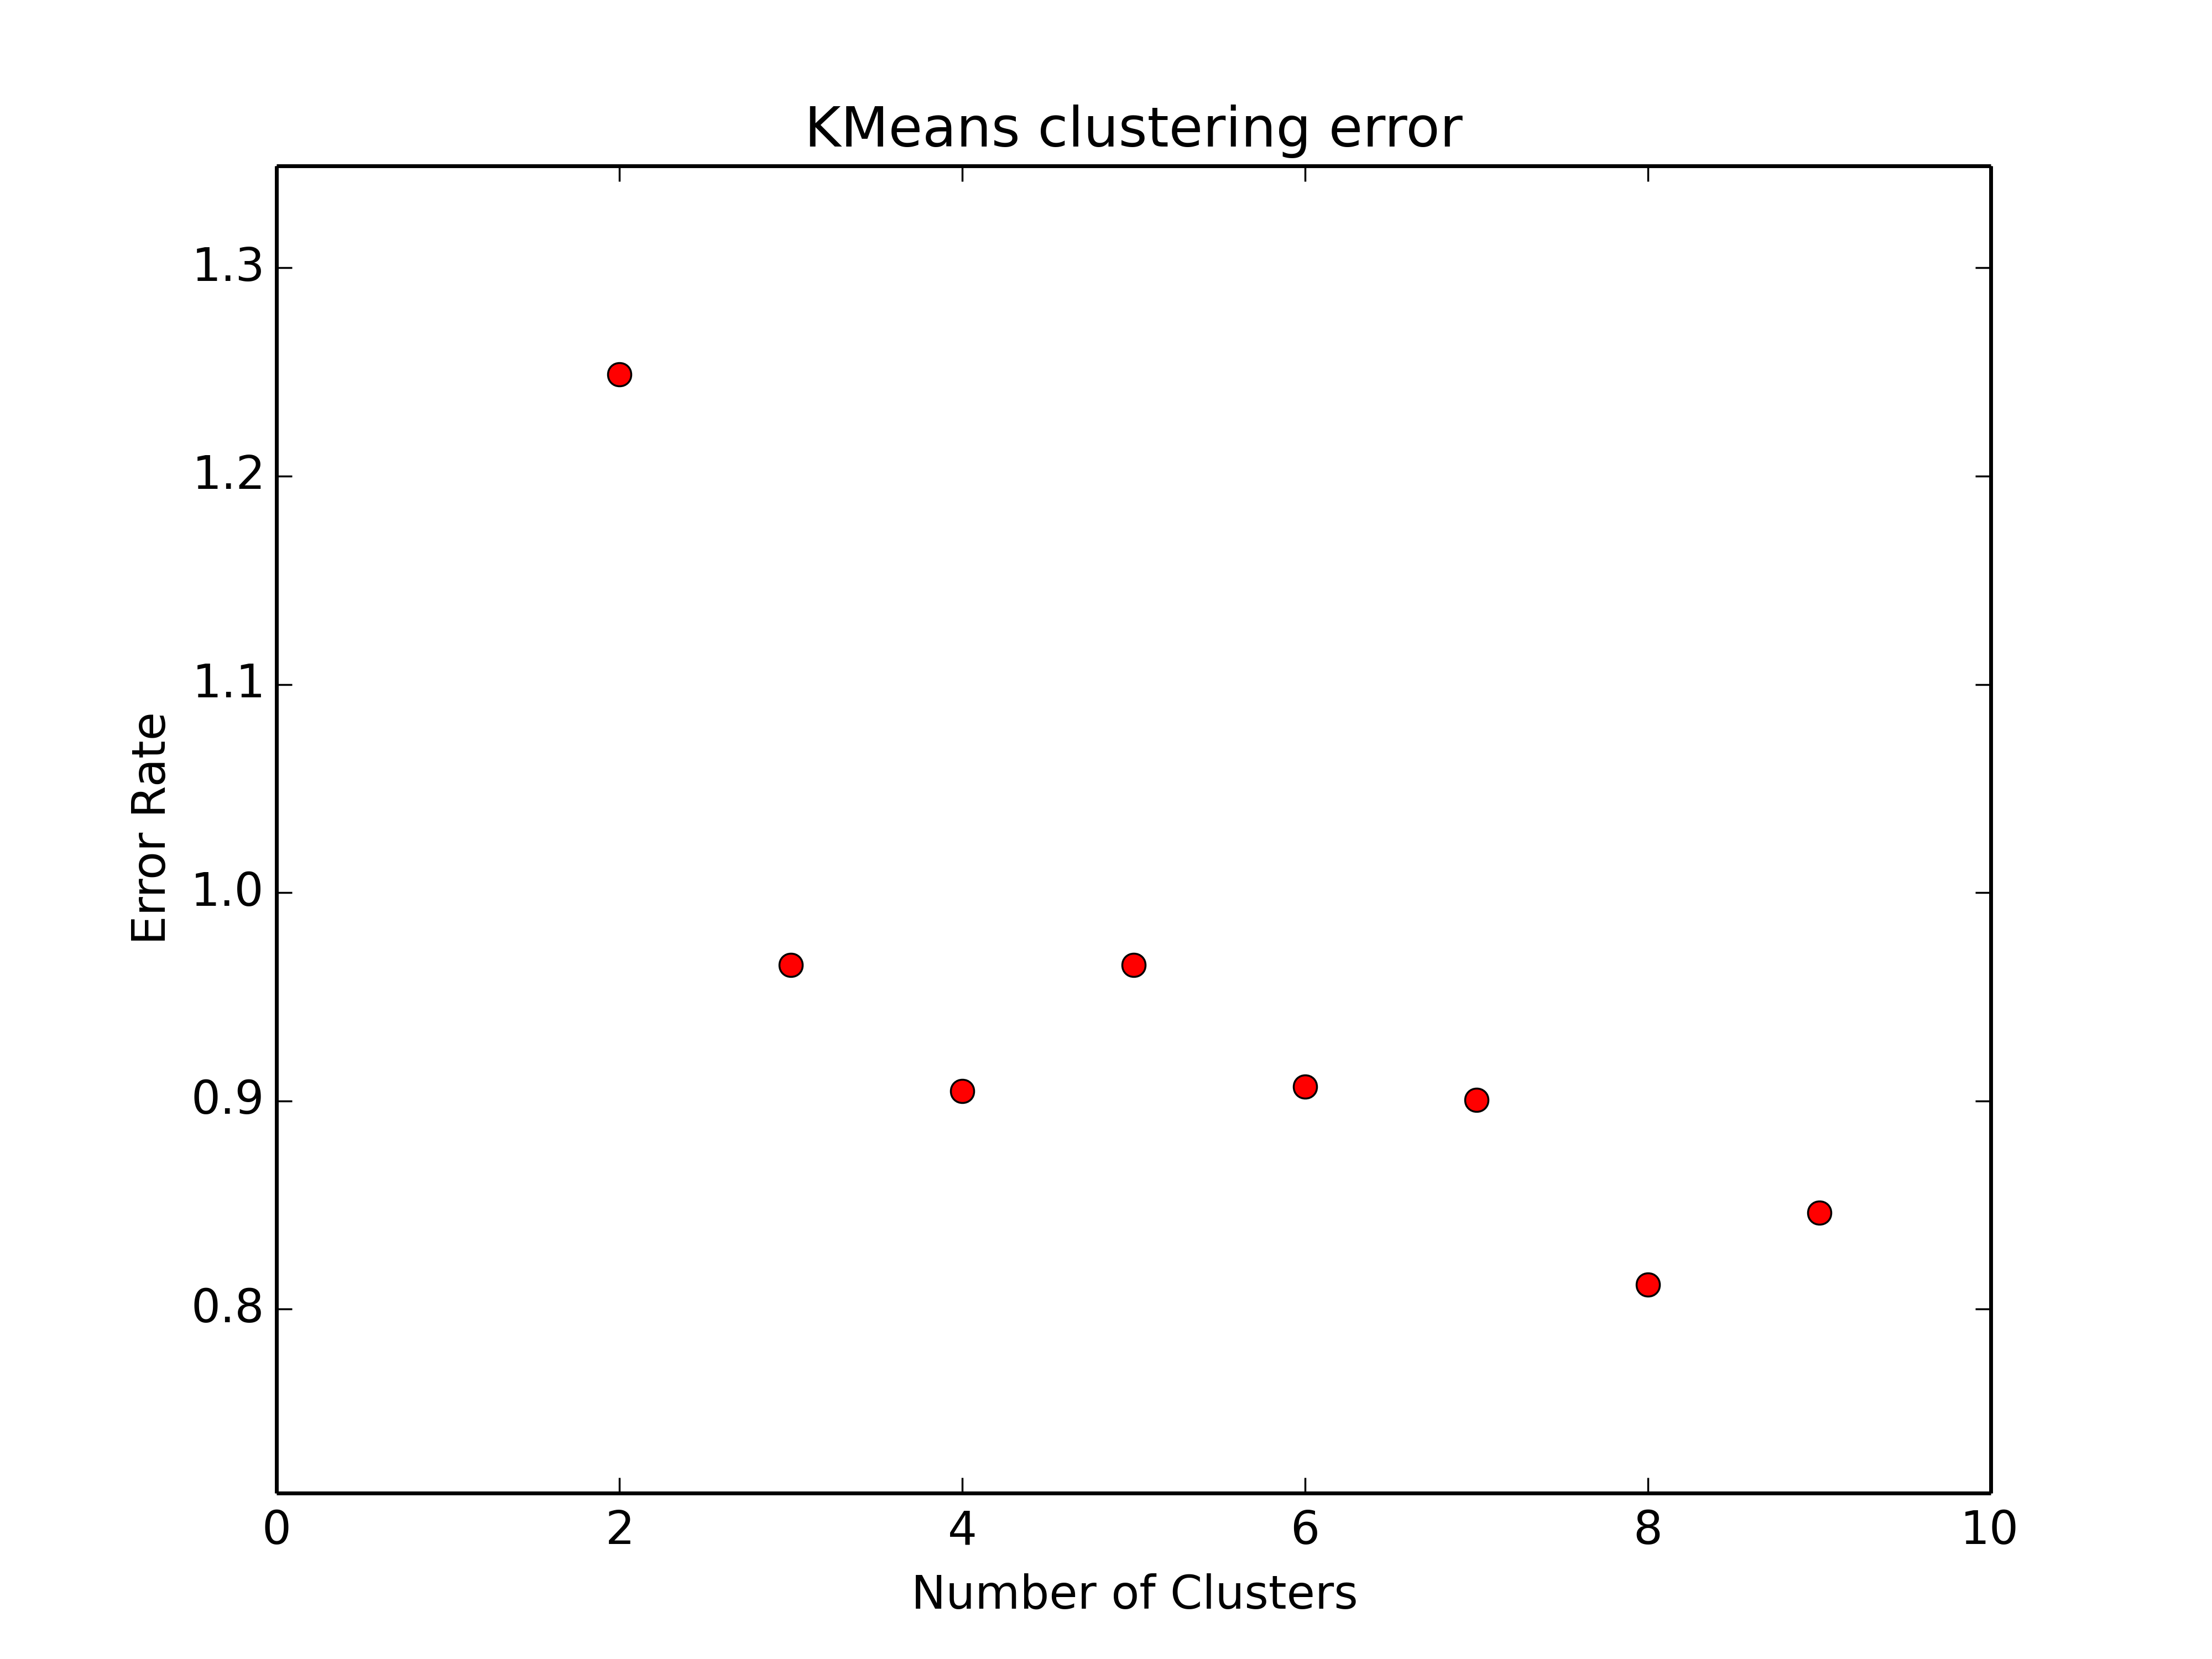 KMeans clustering error
1.3
1.2
1.1
1.0
0.9
0.8
Error Rate
0 2 4 6 8 10
Number of Clusters